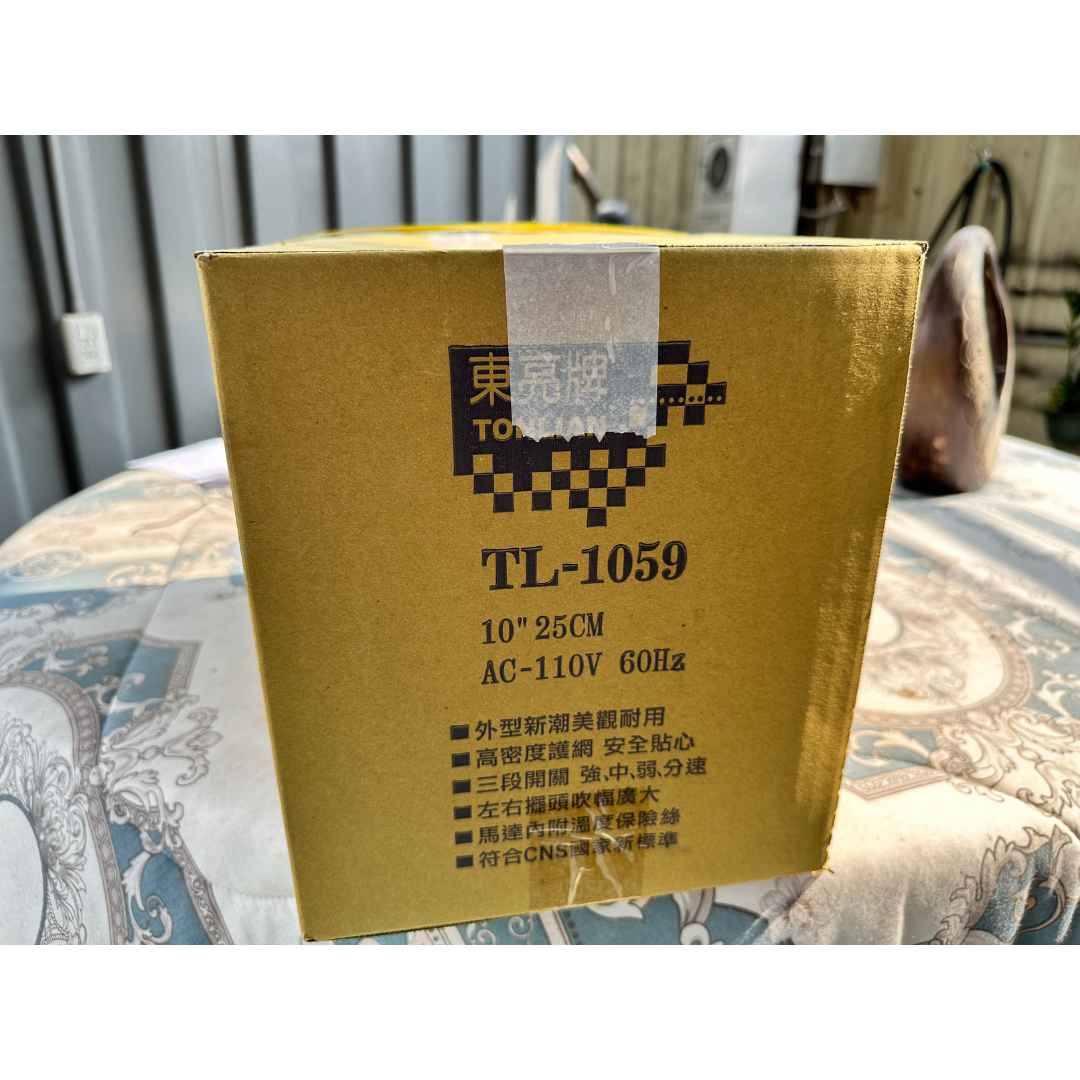 東亮牌
TONLIAN
TL-1059
10" 25CM
AC-110V 60Hz
■外型新潮美觀耐用
■高密度護網 安全貼心
■三段開關 強、中、弱、分速
■左右擺頭吹幅廣大
■馬達內附溫度保險絲
■符合CNS國家新標準